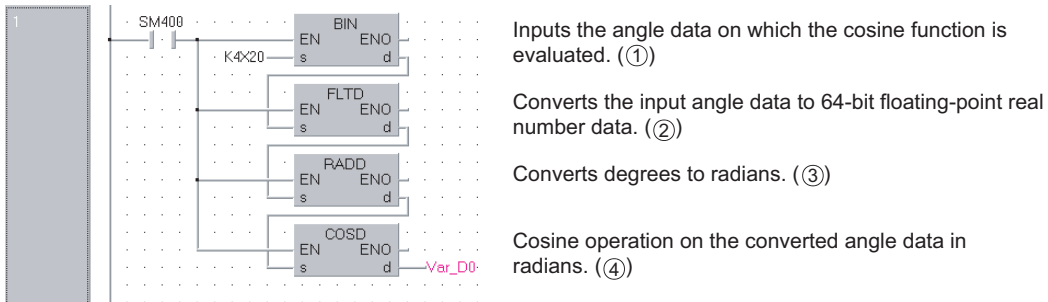 1
SM400
BIN
EN ENO
K4X20 s d
FLTD
EN ENO
s d
RADD
EN ENO
s d
COSD
EN ENO
s d Var_D0
Inputs the angle data on which the cosine function is
evaluated. (①)
Converts the input angle data to 64-bit floating-point real
number data. (②)
Converts degrees to radians. (③)
Cosine operation on the converted angle data in
radians. (④)